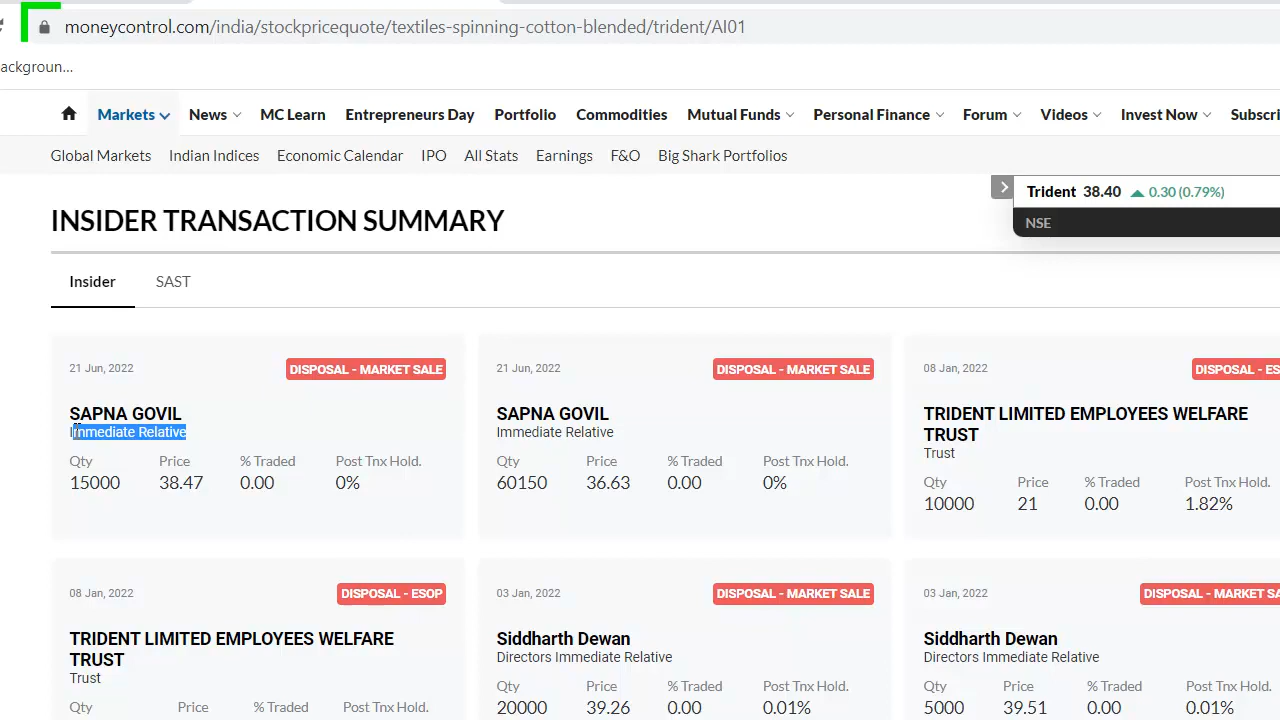 moneycontrol.com/india/stockpricequote/textiles-spinning-cotton-blended/trident/AI01
ackgroun...
Markets News MC Learn Entrepreneurs Day Portfolio Commodities Mutual Funds Personal Finance Forum Videos Invest Now Subscri
Global Markets Indian Indices Economic Calendar IPO All Stats Earnings F&O Big Shark Portfolios
Trident 38.40 0.30 (0.79%)
NSE
INSIDER TRANSACTION SUMMARY
Insider SAST
21 Jun, 2022 DISPOSAL - MARKET SALE
SAPNA GOVIL
Immediate Relative
Qty Price % Traded Post Tnx Hold.
15000 38.47 0.00 0%
21 Jun, 2022 DISPOSAL - MARKET SALE
SAPNA GOVIL
Immediate Relative
Qty Price % Traded Post Tnx Hold.
60150 36.63 0.00 0%
08 Jan, 2022 DISPOSAL - ES
TRIDENT LIMITED EMPLOYEES WELFARE
TRUST
Trust
Qty Price % Traded Post Tnx Hold.
10000 21 0.00 1.82%
08 Jan, 2022 DISPOSAL - ESOP
TRIDENT LIMITED EMPLOYEES WELFARE
TRUST
Trust
Qty Price % Traded Post Tnx Hold.
03 Jan, 2022 DISPOSAL - MARKET SALE
Siddharth Dewan
Directors Immediate Relative
Qty Price % Traded Post Tnx Hold.
20000 39.26 0.00 0.01%
03 Jan, 2022 DISPOSAL - MARKET SA
Siddharth Dewan
Directors Immediate Relative
Qty Price % Traded Post Tnx Hold.
5000 39.51 0.00 0.01%